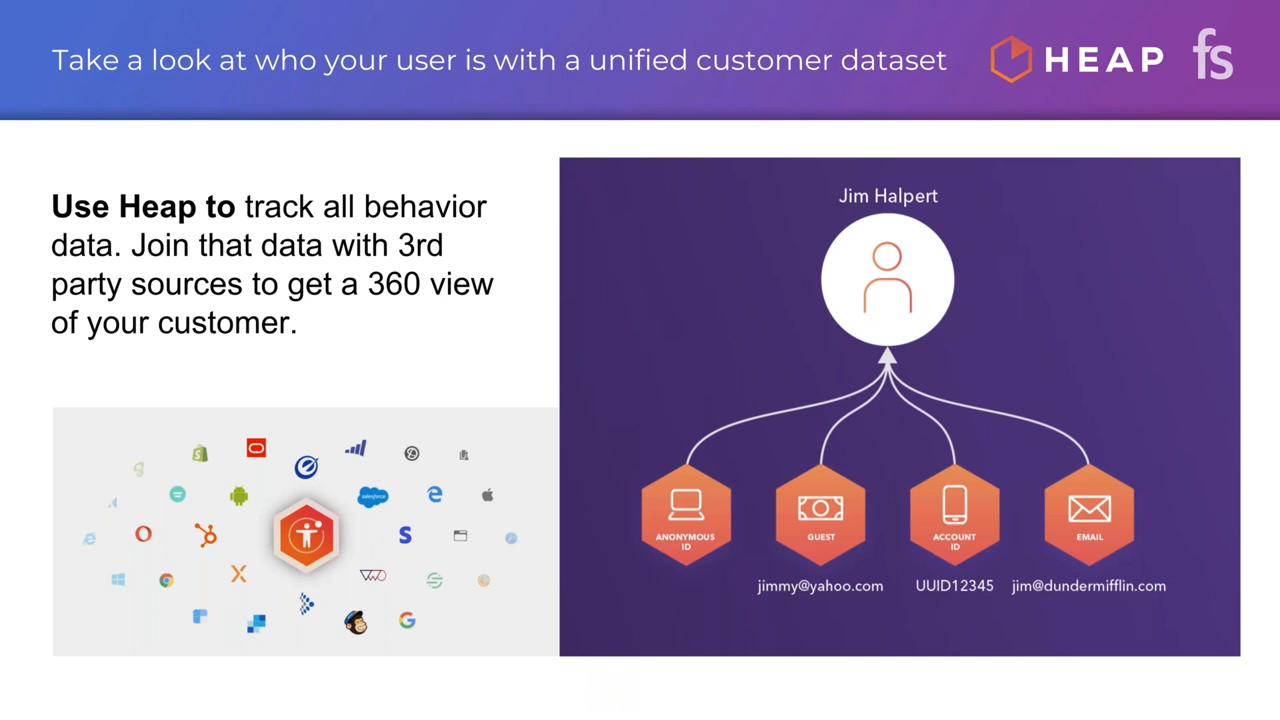 Take a look at who your user is with a unified customer dataset
HEAP
fs
Use Heap to track all behavior
data. Join that data with 3rd
party sources to get a 360 view
of your customer.
Jim Halpert
ANONYMOUS
ID
GUEST
ACCOUNT
ID
EMAIL
jimmy@yahoo.com
UUID12345
jim@dundermifflin.com
salesforce
VWO